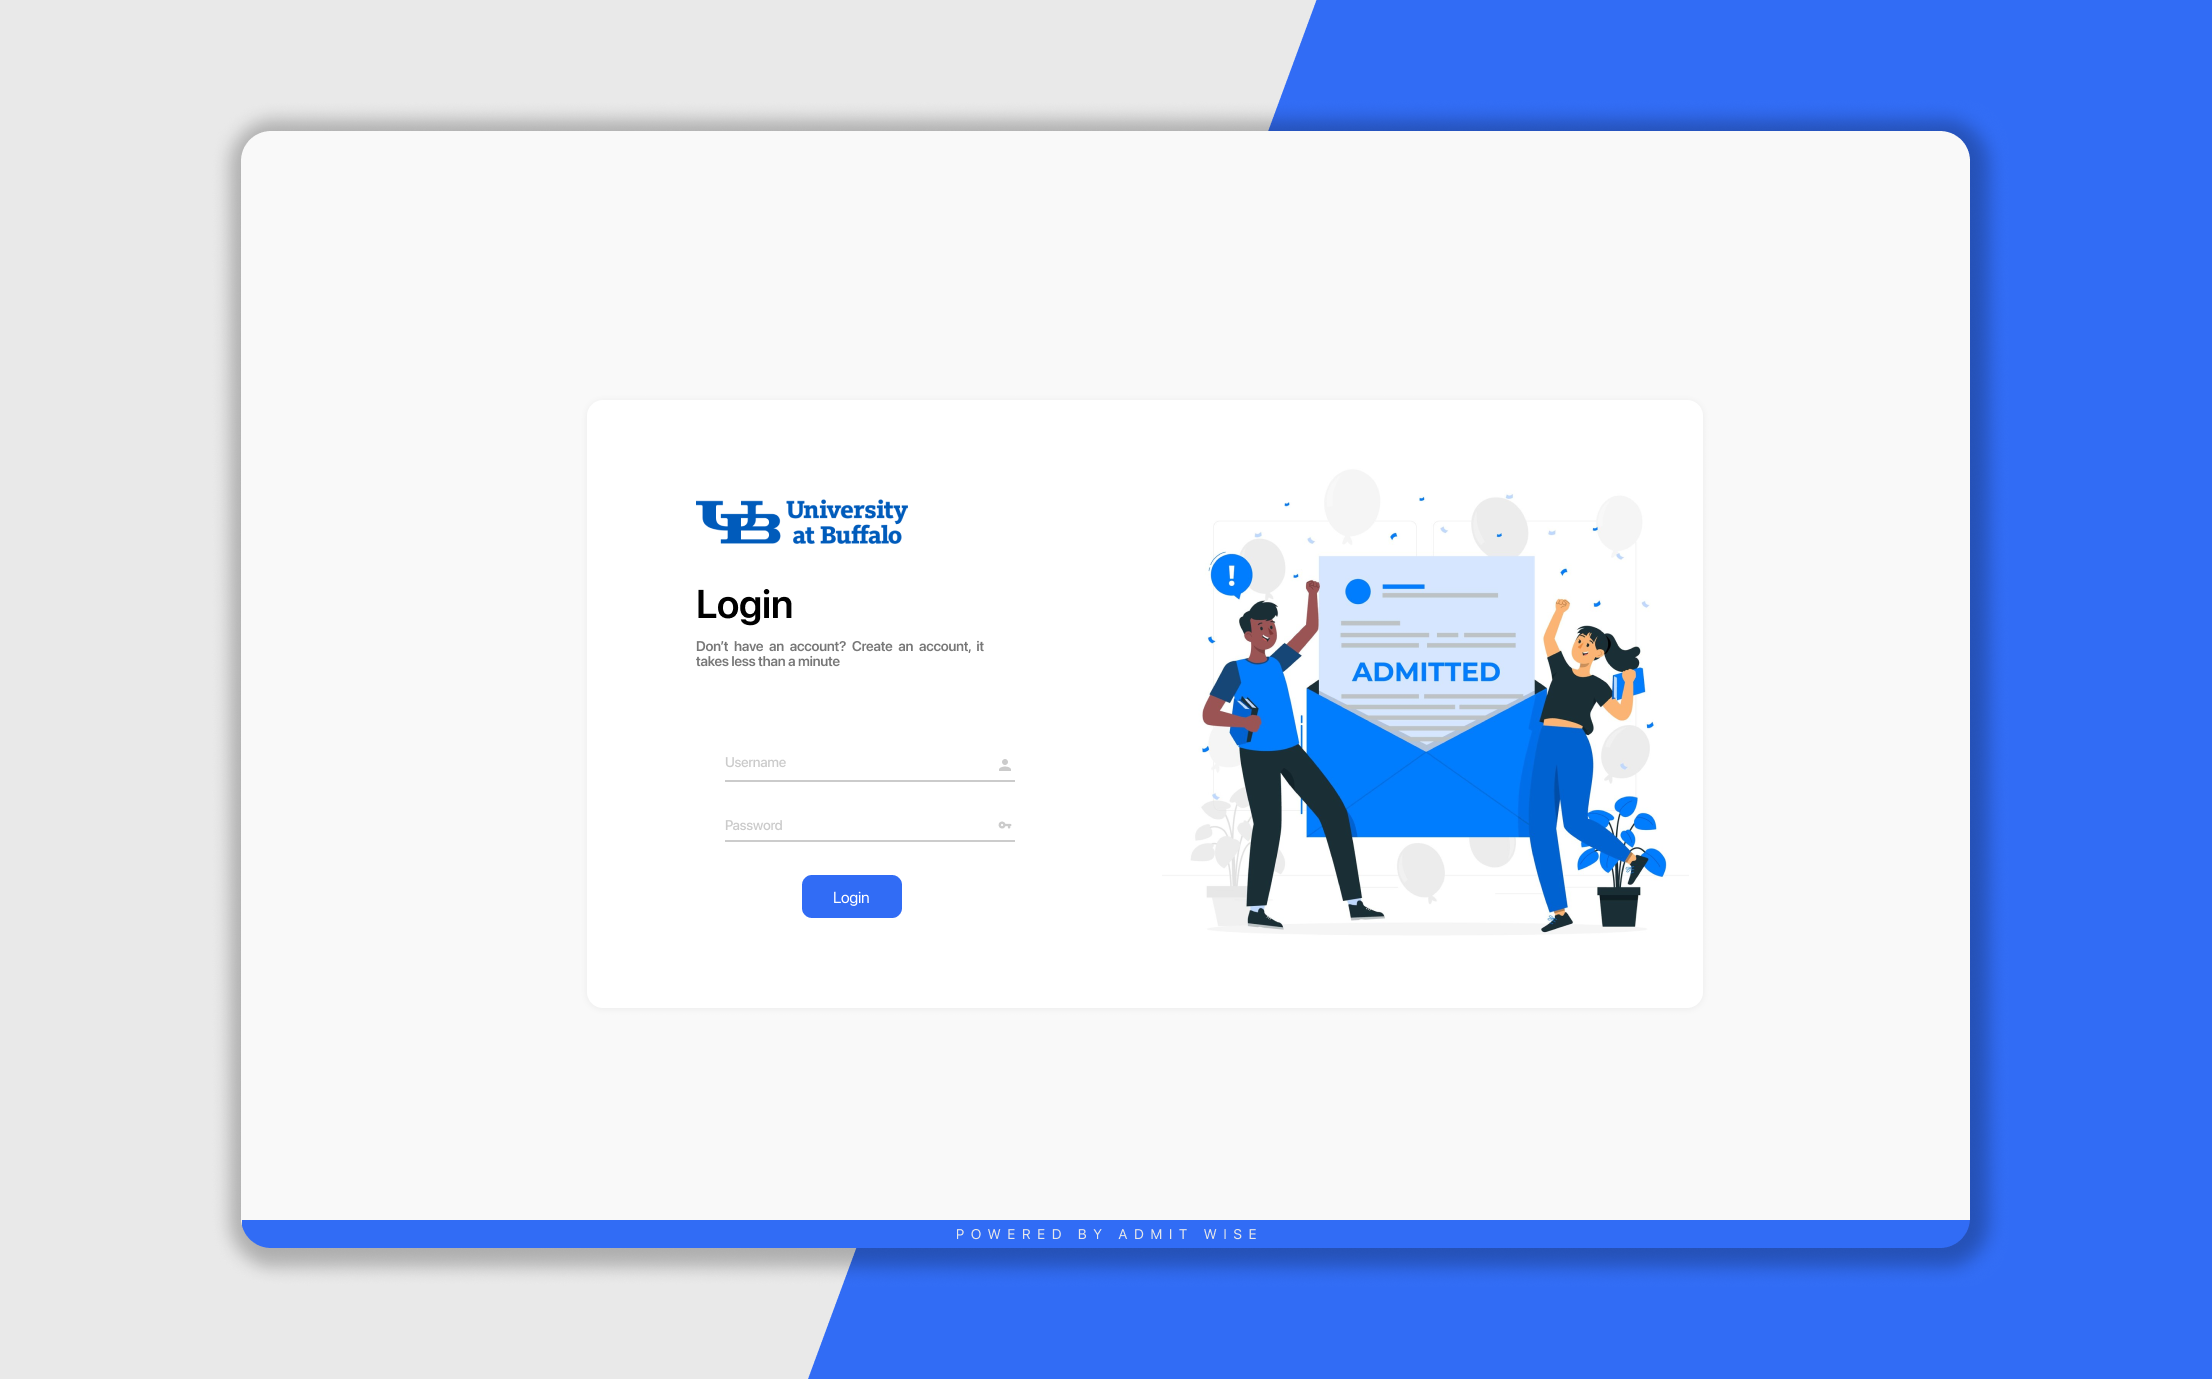 UB University
at Buffalo
Login
Don't have an account? Create an account, it
takes less than a minute
Username
Password
Login
!
ADMITTED
POWERED BY ADMIT WISE